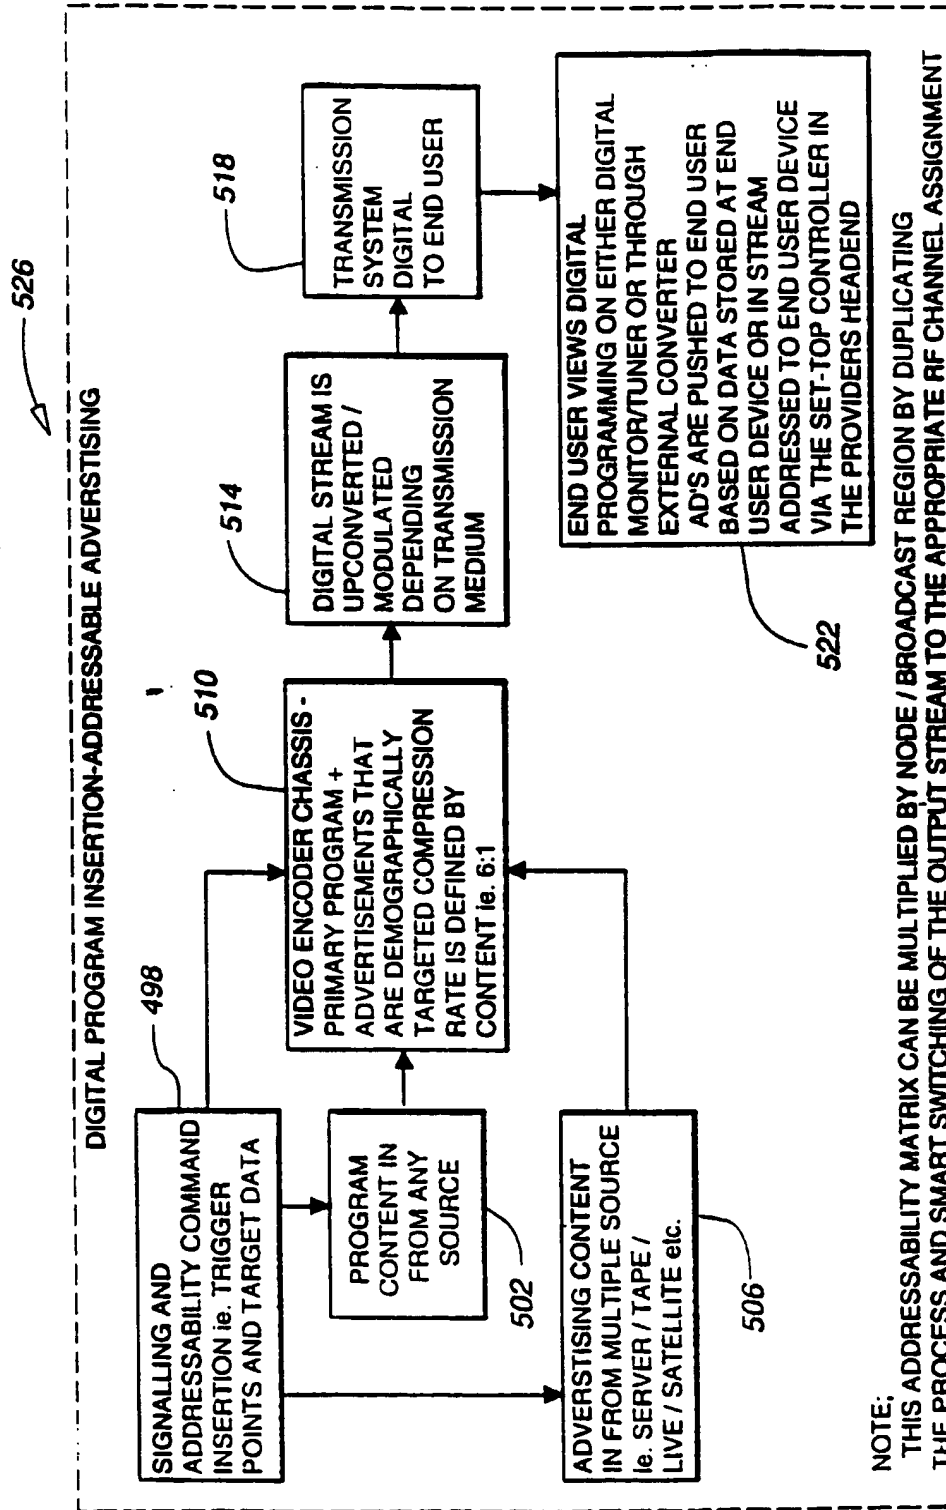 526
DIGITAL PROGRAM INSERTION-ADDRESSABLE ADVERSTISING
498
SIGNALLING AND
ADDRESSABILITY COMMAND
INSERTION ie. TRIGGER
POINTS AND TARGET DATA
PROGRAM
CONTENT IN
FROM ANY
SOURCE
502
ADVERSTISING CONTENT
IN FROM MULTIPLE SOURCE
ie. SERVER / TAPE /
LIVE / SATELLITE etc.
506
510
VIDEO ENCODER CHASSIS -
PRIMARY PROGRAM +
ADVERTISEMENTS THAT
ARE DEMOGRAPHICALLY
TARGETED COMPRESSION
RATE IS DEFINED BY
CONTENT ie. 6:1
514
DIGITAL STREAM IS
UPCONVERTED /
MODULATED
DEPENDING
ON TRANSMISSION
MEDIUM
518
TRANSMISSION
SYSTEM
DIGITAL
TO END USER
END USER VIEWS DIGITAL
PROGRAMMING ON EITHER DIGITAL
MONITOR/TUNER OR THROUGH
EXTERNAL CONVERTER
AD'S ARE PUSHED TO END USER
BASED ON DATA STORED AT END
USER DEVICE OR IN STREAM
ADDRESSED TO END USER DEVICE
VIA THE SET-TOP CONTROLLER IN
THE PROVIDERS HEADEND
522
NOTE;
THIS ADDRESSABILITY MATRIX CAN BE MULTIPLIED BY NODE / BROADCAST REGION BY DUPLICATING
THE PROCESS AND SMART SWITCHING OF THE OUTPUT STREAM TO THE APPROPRIATE RF CHANNEL ASSIGNMENT